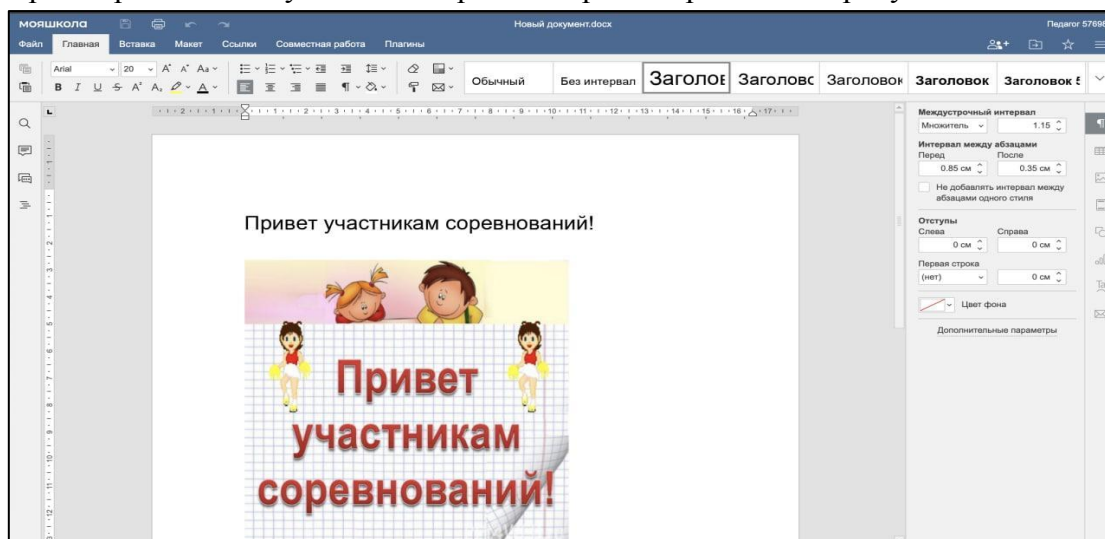 мояшкола
Новый документ.docx
Педагог 57698
Файл Главная Вставка Макет Ссылки Совместная работа Плагины
Arial 20
Обычный Без интервал Заголов Заголовс Заголовок Заголовок Заголовок 5
Междустрочный интервал
Множитель 1.15
Интервал между абзацами
Перед После
0.85 см 0.35 см
Не добавлять интервал между
абзацами одного стиля
Отступы
Слева Справа
0 см 0 см
Первая строка
(нет) 0 см
Цвет фона
Дополнительные параметры
Привет участникам соревнований!
Привет
участникам
соревнований!